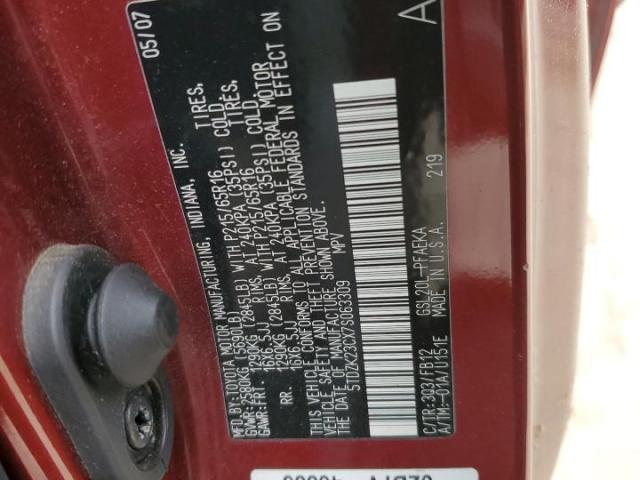 MFD.BY:TOYOTA MOTOR MANUFACTURING, INDIANA, INC. 05/07
GVWR:2580KG (5690LB)
GAWR:FRT. 1290KG (2845LB) WITH P215/65R16 TIRES,
16X6.5JJ RIMS, AT 240KPA (35PSI) COLD.
RR. 1290KG (2845LB) WITH P215/65R16 TIRES,
16X6.5JJ RIMS, AT 240KPA (35PSI) COLD.
THIS VEHICLE CONFORMS TO ALL APPLICABLE FEDERAL MOTOR
VEHICLE SAFETY AND THEFT PREVENTION STANDARDS IN EFFECT ON
THE DATE OF MANUFACTURE SHOWN ABOVE.
5TDZK23CX7S063309 MPV
C/TR:3Q3/FB12 GSL20L-PFAEKA 219 A
A/TM:-01A/U151E MADE IN U.S.A.